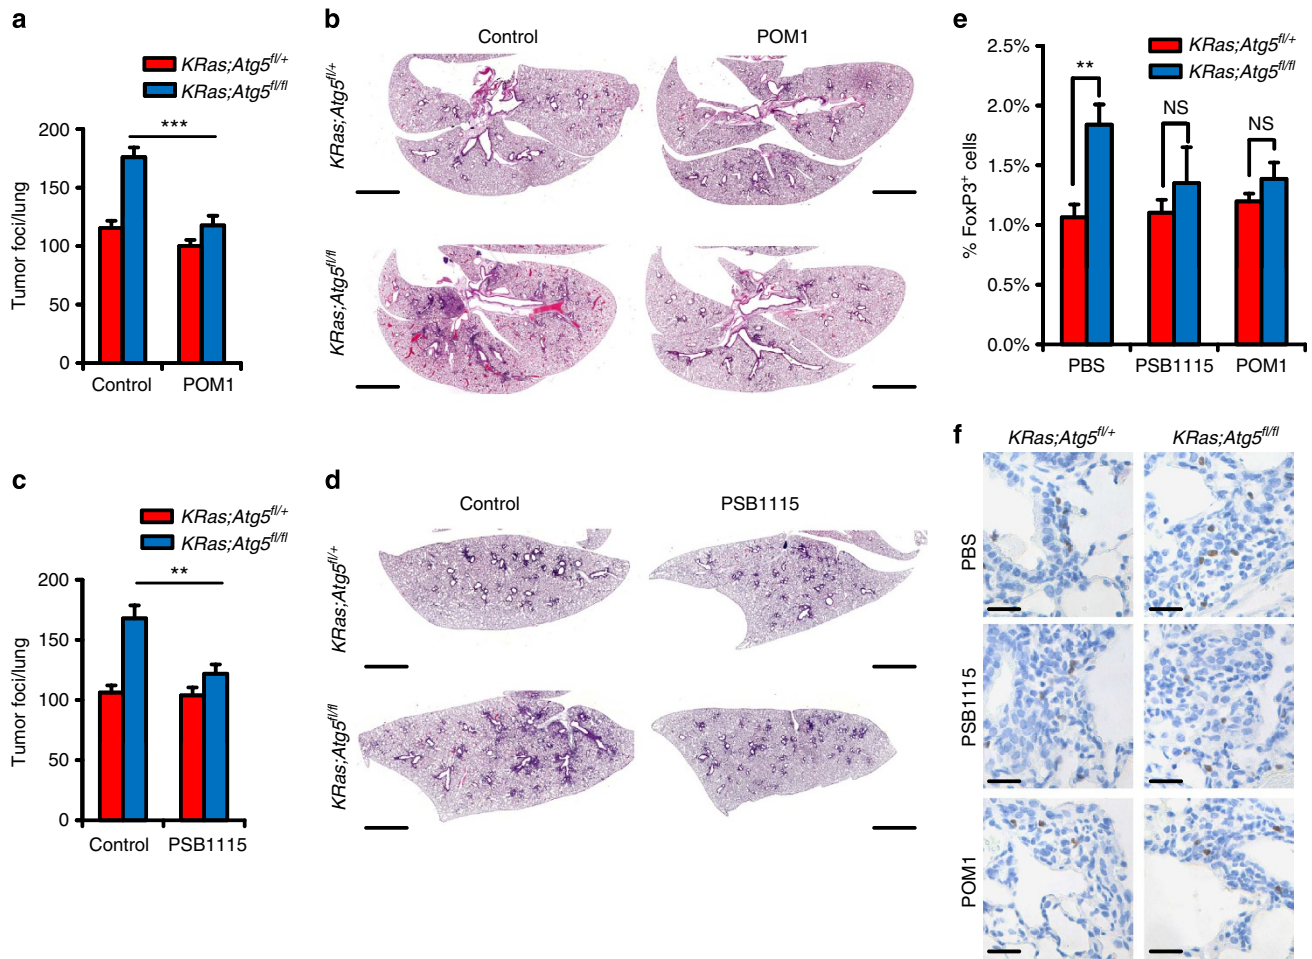 a
KRas;Atg5fl/+
KRas;Atg5fl/fl
***
Tumor foci/lung
200
150
100
50
0
Control
POM1
b
Control
POM1
KRas;Atg5fl/+
KRas;Atg5fl/fl
c
KRas;Atg5fl/+
KRas;Atg5fl/fl
**
Tumor foci/lung
200
150
100
50
0
Control
PSB1115
d
Control
PSB1115
KRas;Atg5fl/+
KRas;Atg5fl/fl
e
KRas;Atg5fl/+
KRas;Atg5fl/fl
**
NS
NS
% FoxP3+ cells
2.5%
2.0%
1.5%
1.0%
0.5%
0.0%
PBS
PSB1115
POM1
f
KRas;Atg5fl/+
KRas;Atg5fl/fl
PBS
PSB1115
POM1